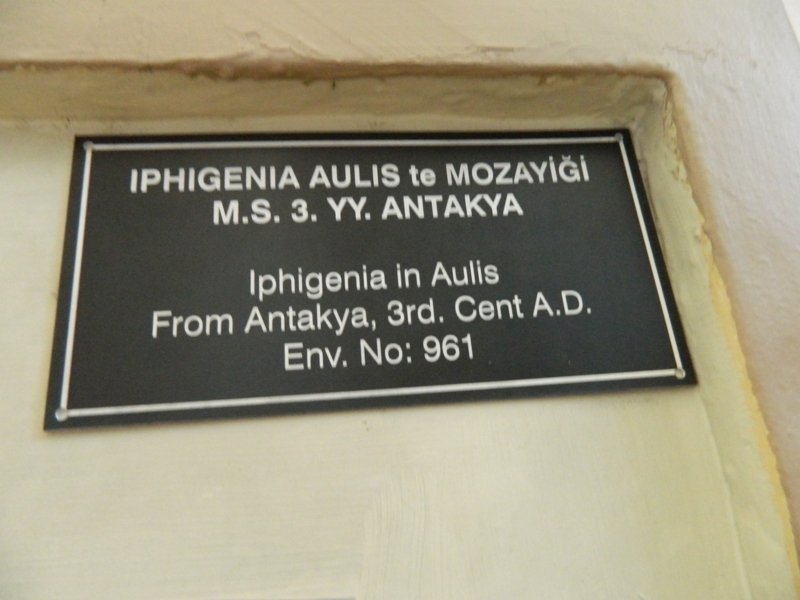 IPHIGENIA AULIS te MOZAYİĞİ
M.S. 3. YY. ANTAKYA
Iphigenia in Aulis
From Antakya, 3rd. Cent A.D.
Env. No: 961